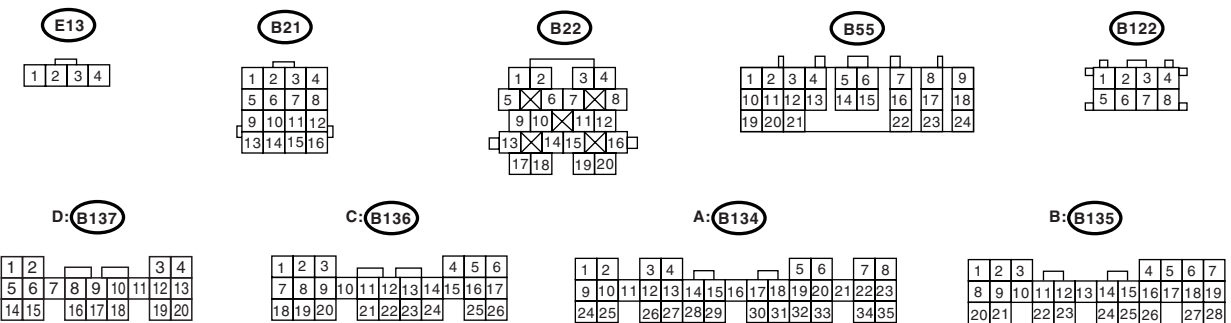 E13
1 2 3 4
B21
1 2 3 4
5 6 7 8
9 10 11 12
13 14 15 16
B22
1 2 3 4
5 6 7 8
9 10 11 12
13 14 15 16
17 18 19 20
B55
1 2 3 4 5 6 7 8 9
10 11 12 13 14 15 16 17 18
19 20 21 22 23 24
B122
1 2 3 4
5 6 7 8
D: B137
1 2 3 4
5 6 7 8 9 10 11 12 13
14 15 16 17 18 19 20
C: B136
1 2 3 4 5 6
7 8 9 10 11 12 13 14 15 16 17
18 19 20 21 22 23 24 25 26
A: B134
1 2 3 4 5 6 7 8
9 10 11 12 13 14 15 16 17 18 19 20 21 22 23
24 25 26 27 28 29 30 31 32 33 34 35
B: B135
1 2 3 4 5 6 7
8 9 10 11 12 13 14 15 16 17 18 19
20 21 22 23 24 25 26 27 28